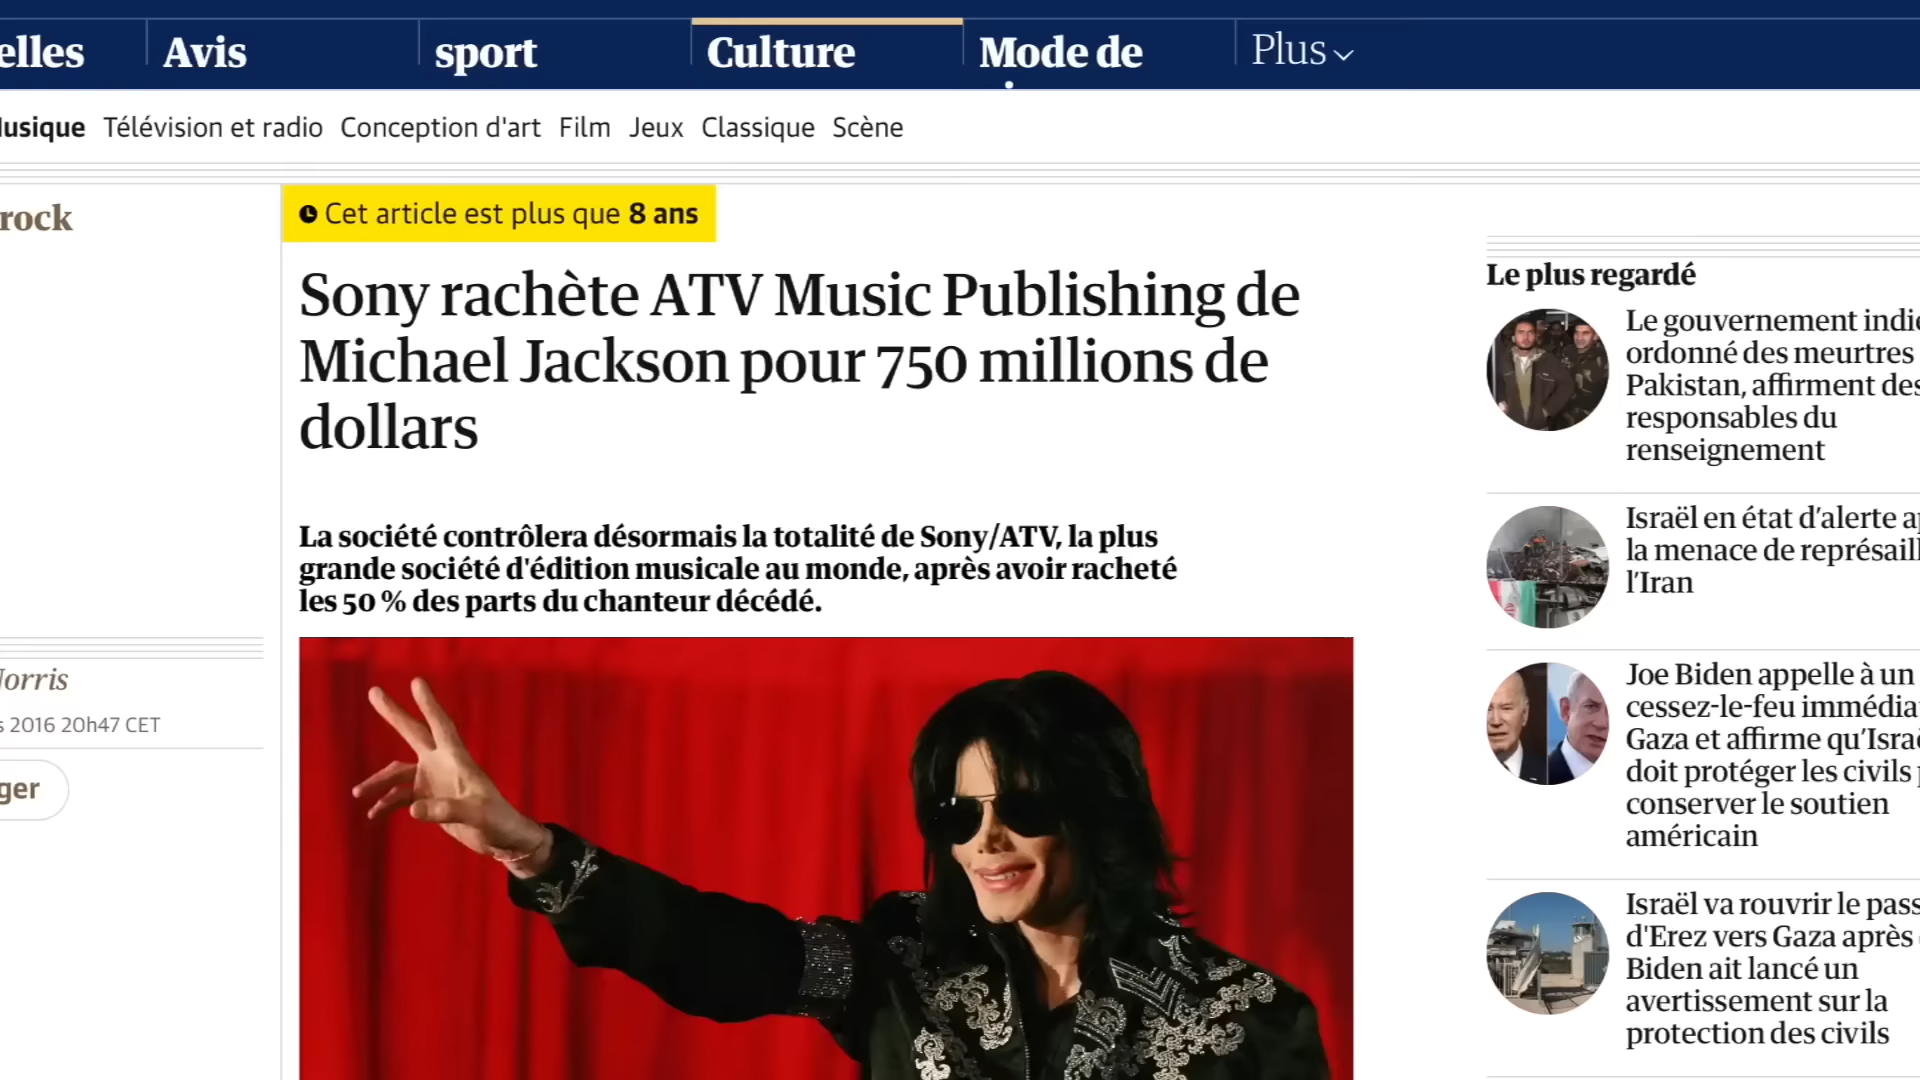 elles
Avis
sport
Culture
Mode de
Plus
usique
Télévision et radio
Conception d'art
Film
Jeux
Classique
Scène
rock
Cet article est plus que 8 ans
Sony rachète ATV Music Publishing de
Michael Jackson pour 750 millions de
dollars
La société contrôlera désormais la totalité de Sony/ATV, la plus
grande société d'édition musicale au monde, après avoir racheté
les 50 % des parts du chanteur décédé.
orris
s 2016 20h47 CET
ger
Le plus regardé
Le gouvernement indie
ordonné des meurtres
Pakistan, affirment des
responsables du
renseignement
Israël en état d’alerte ap
la menace de représaill
l’Iran
Joe Biden appelle à un
cessez-le-feu immédia
Gaza et affirme qu’Isra
doit protéger les civils p
conserver le soutien
américain
Israël va rouvrir le pass
d'Erez vers Gaza après
Biden ait lancé un
avertissement sur la
protection des civils